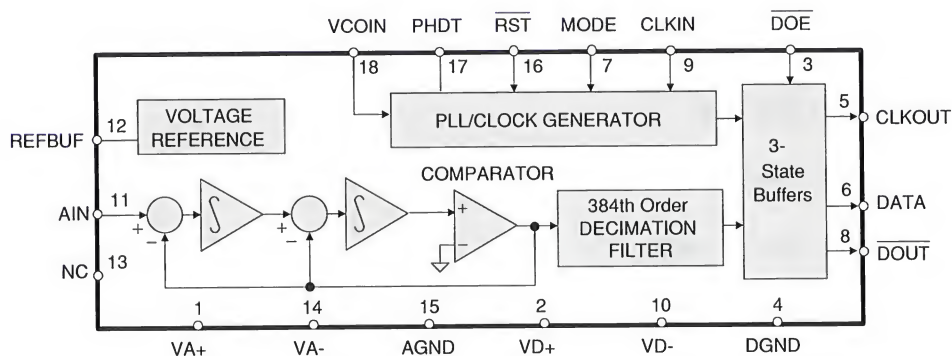 VCOIN PHDT RST MODE CLKIN DOE
18 17 16 7 9 3
VOLTAGE
REFERENCE
REFBUF 12
PLL/CLOCK GENERATOR
5 CLKOUT
3-
State
Buffers
COMPARATOR
AIN 11
+ − ∫ + − ∫ + −
384th Order
DECIMATION
FILTER
6 DATA
8 DOUT
NC 13
1 14 15 2 10 4
VA+ VA- AGND VD+ VD- DGND